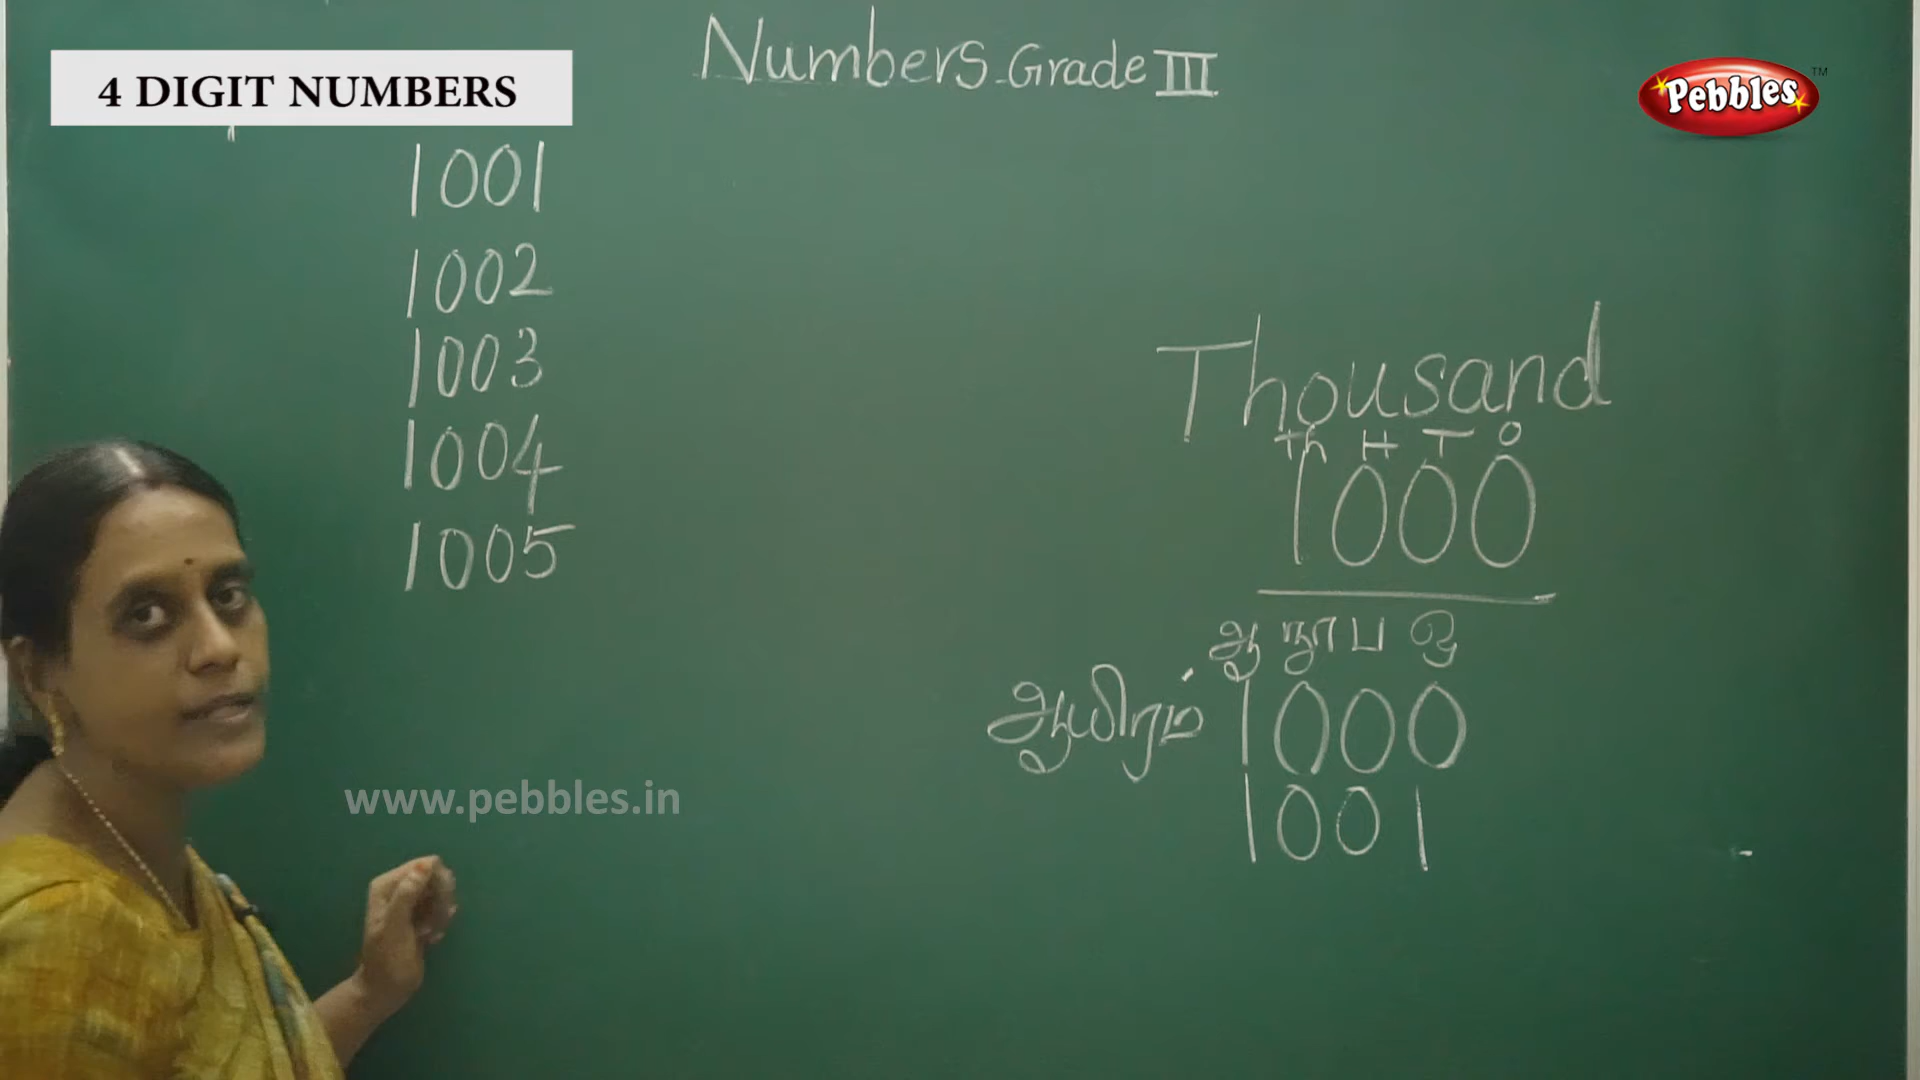 Numbers-Grade III
4 DIGIT NUMBERS
Pebbles™
1001
1002
1003
1004
1005
Thousand
Th H T O
1000
ஆ நூ ப ஒ
ஆயிரம் 1000
1001
www.pebbles.in